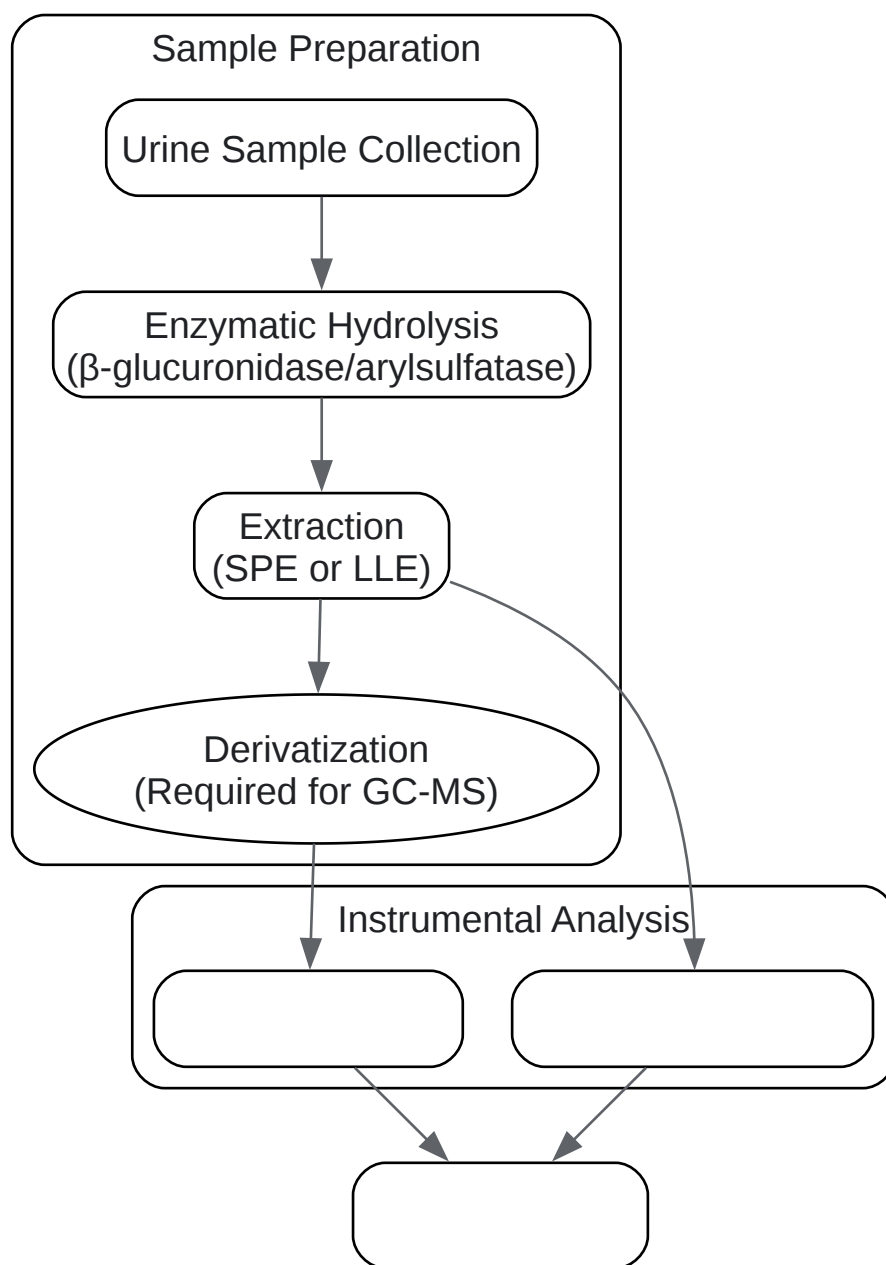 Sample Preparation
Urine Sample Collection
Enzymatic Hydrolysis
(β-glucuronidase/arylsulfatase)
Extraction
(SPE or LLE)
Derivatization
(Required for GC-MS)
Instrumental Analysis